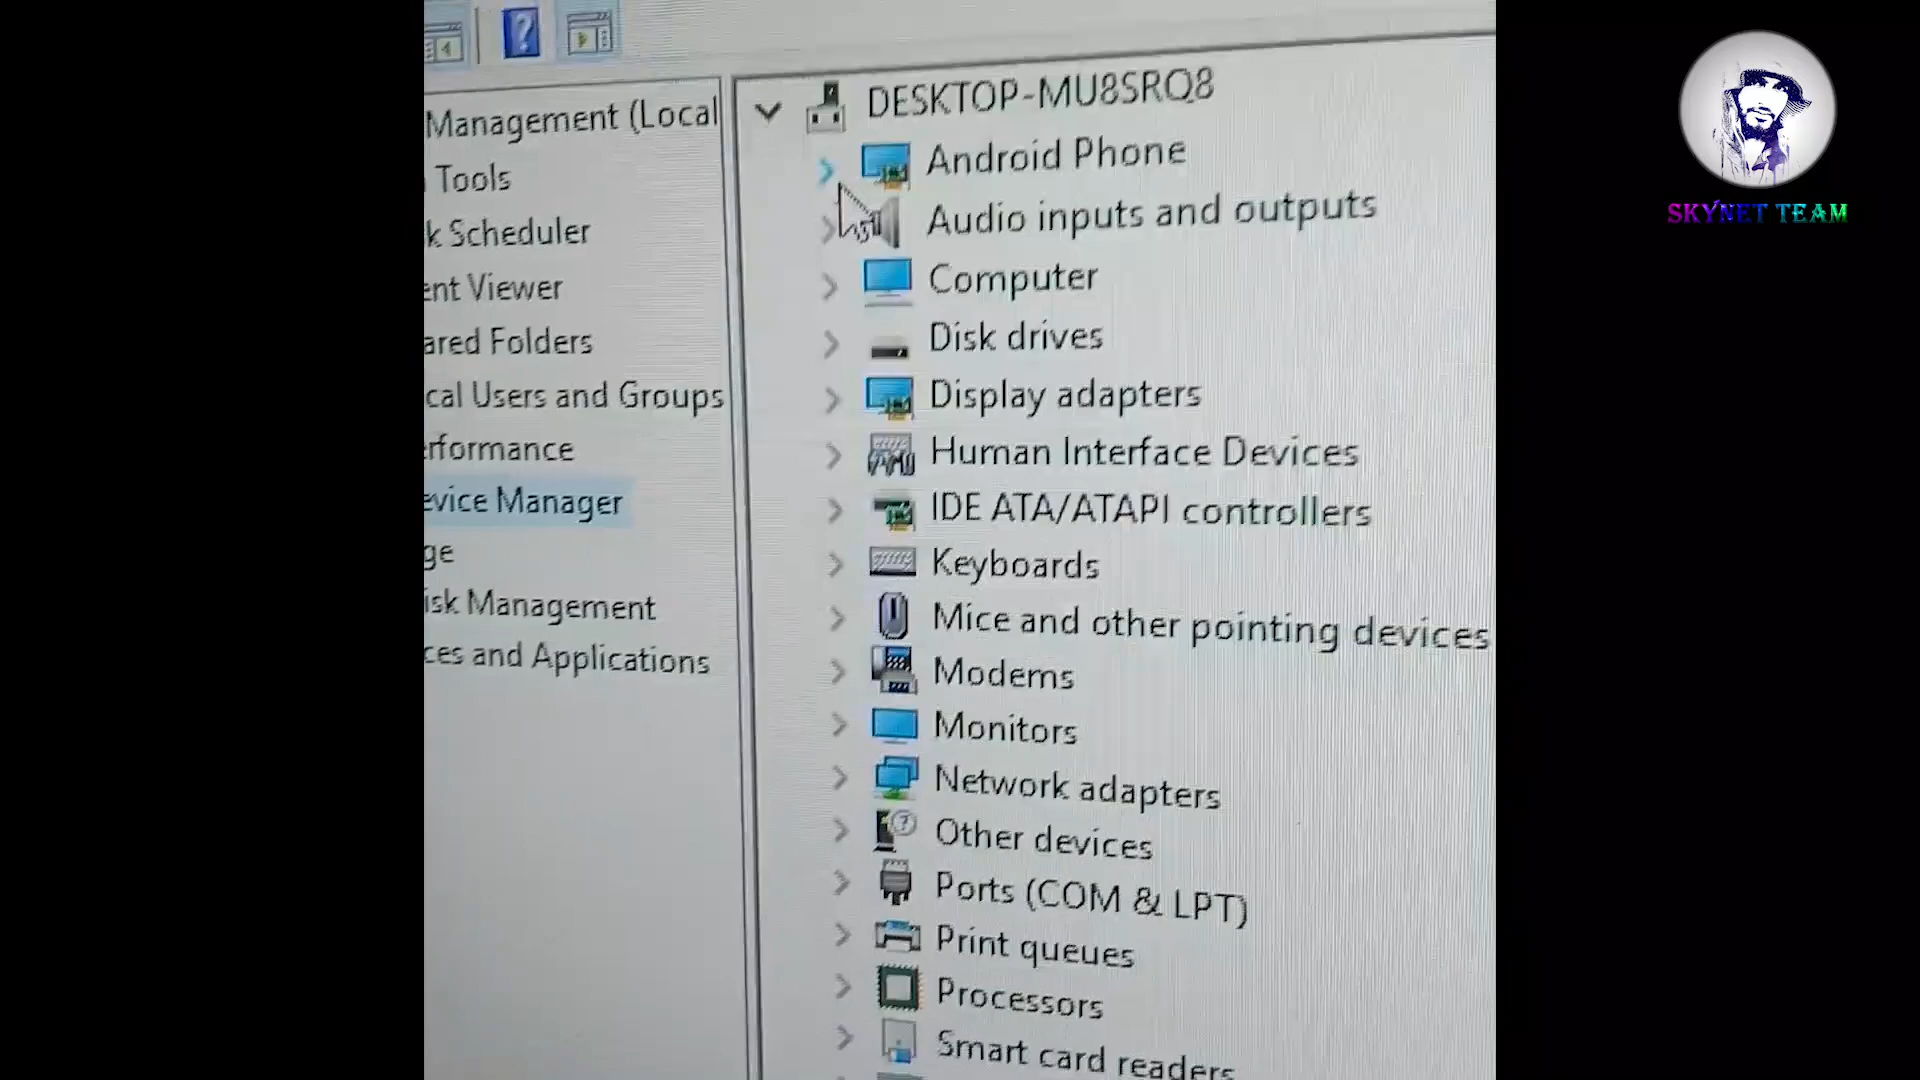 Management (Local
Tools
k Scheduler
ent Viewer
ared Folders
cal Users and Groups
erformance
evice Manager
ge
isk Management
ces and Applications
DESKTOP-MU8SRQ8
Android Phone
Audio inputs and outputs
Computer
Disk drives
Display adapters
Human Interface Devices
IDE ATA/ATAPI controllers
Keyboards
Mice and other pointing devices
Modems
Monitors
Network adapters
Other devices
Ports (COM & LPT)
Print queues
Processors
Smart card readers
SKYNET TEAM